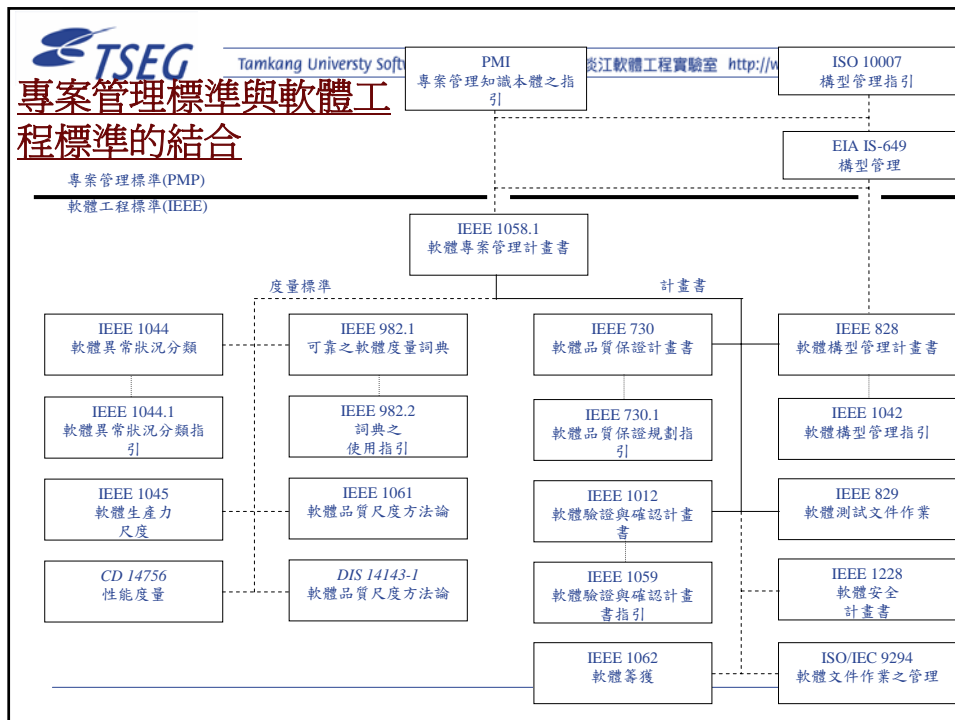 TSEG
Tamkang Universty Soft
淡江軟體工程實驗室 http://w
專案管理標準與軟體工
程標準的結合
PMI
專案管理知識本體之指
引
ISO 10007
構型管理指引
EIA IS-649
構型管理
專案管理標準(PMP)
軟體工程標準(IEEE)
IEEE 1058.1
軟體專案管理計畫書
度量標準
計畫書
IEEE 1044
軟體異常狀況分類
IEEE 982.1
可靠之軟體度量詞典
IEEE 730
軟體品質保證計畫書
IEEE 828
軟體構型管理計畫書
IEEE 1044.1
軟體異常狀況分類指
引
IEEE 982.2
詞典之
使用指引
IEEE 730.1
軟體品質保證規劃指
引
IEEE 1042
軟體構型管理指引
IEEE 1045
軟體生產力
尺度
IEEE 1061
軟體品質尺度方法論
IEEE 1012
軟體驗證與確認計畫
書
IEEE 829
軟體測試文件作業
CD 14756
性能度量
DIS 14143-1
軟體品質尺度方法論
IEEE 1059
軟體驗證與確認計畫
書指引
IEEE 1228
軟體安全
計畫書
IEEE 1062
軟體籌獲
ISO/IEC 9294
軟體文件作業之管理